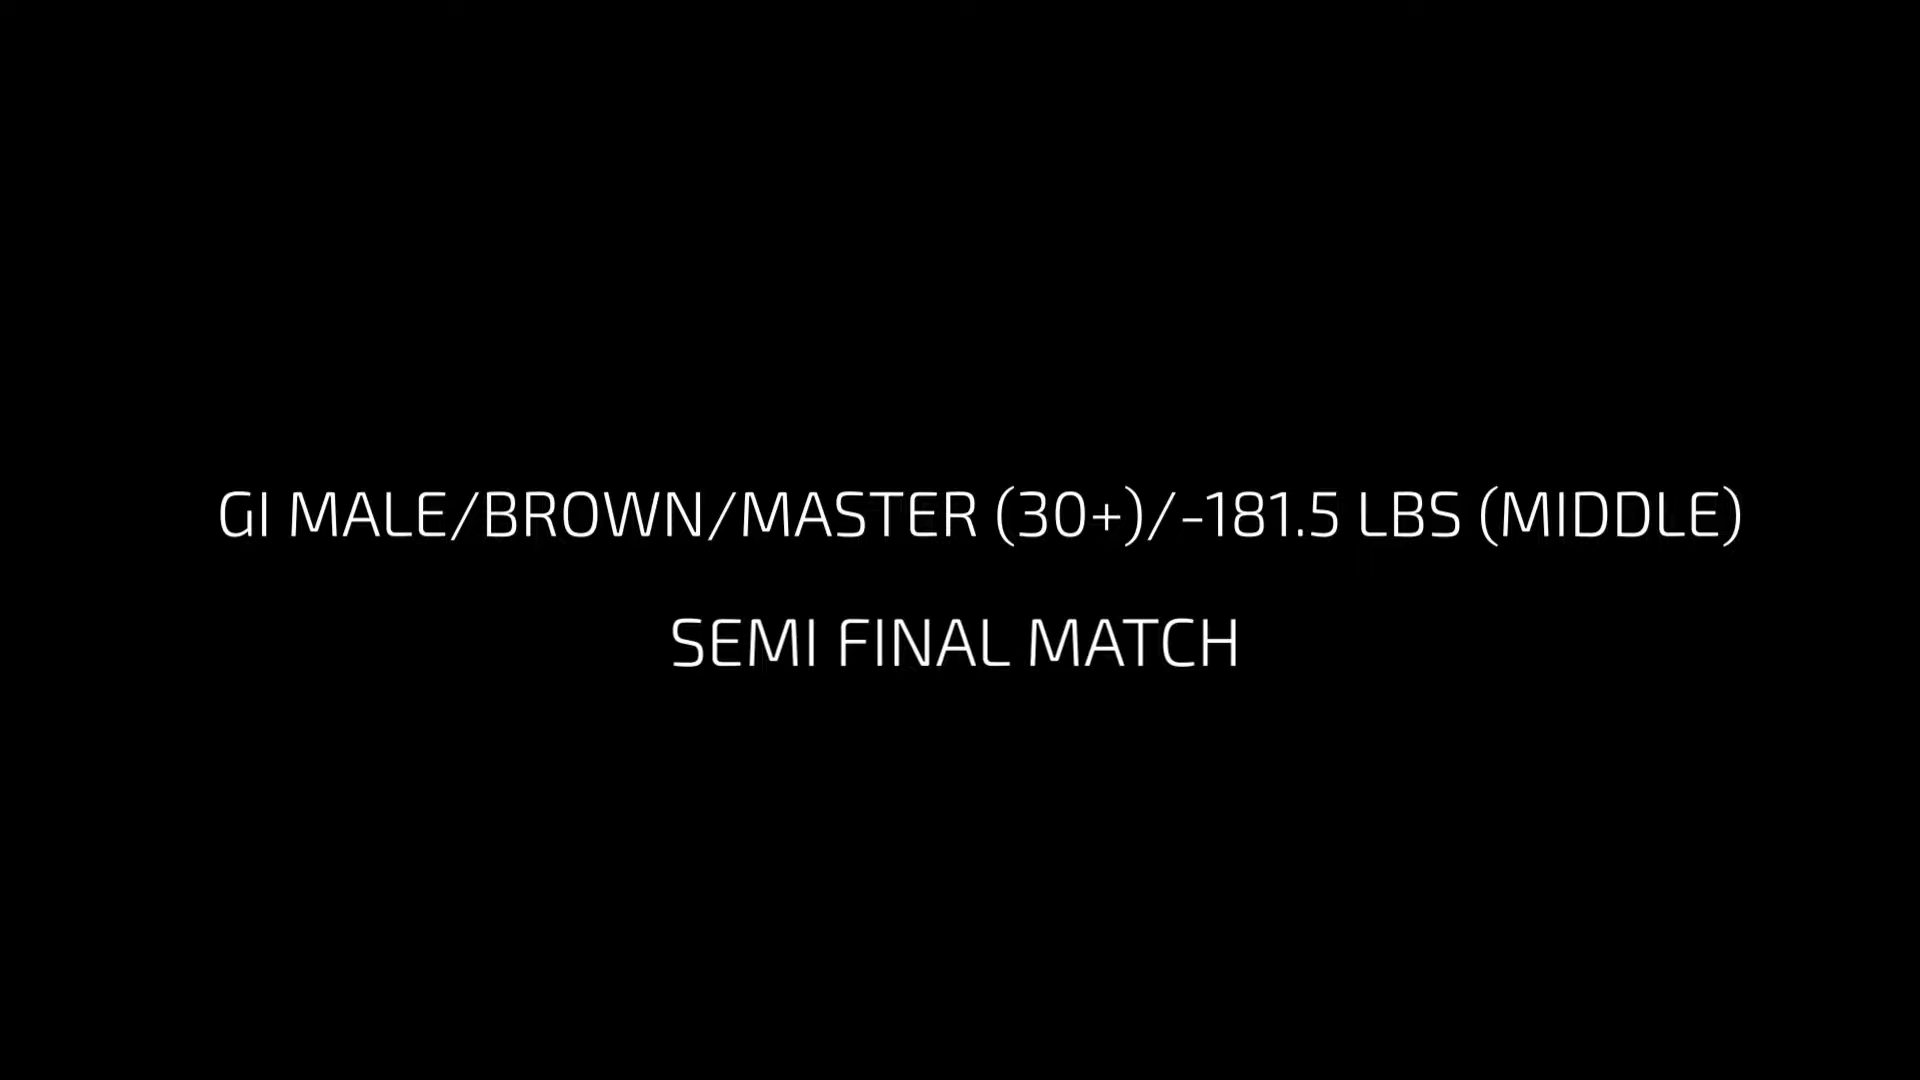 GI MALE/BROWN/MASTER (30+)/-181.5 LBS (MIDDLE)
SEMI FINAL MATCH